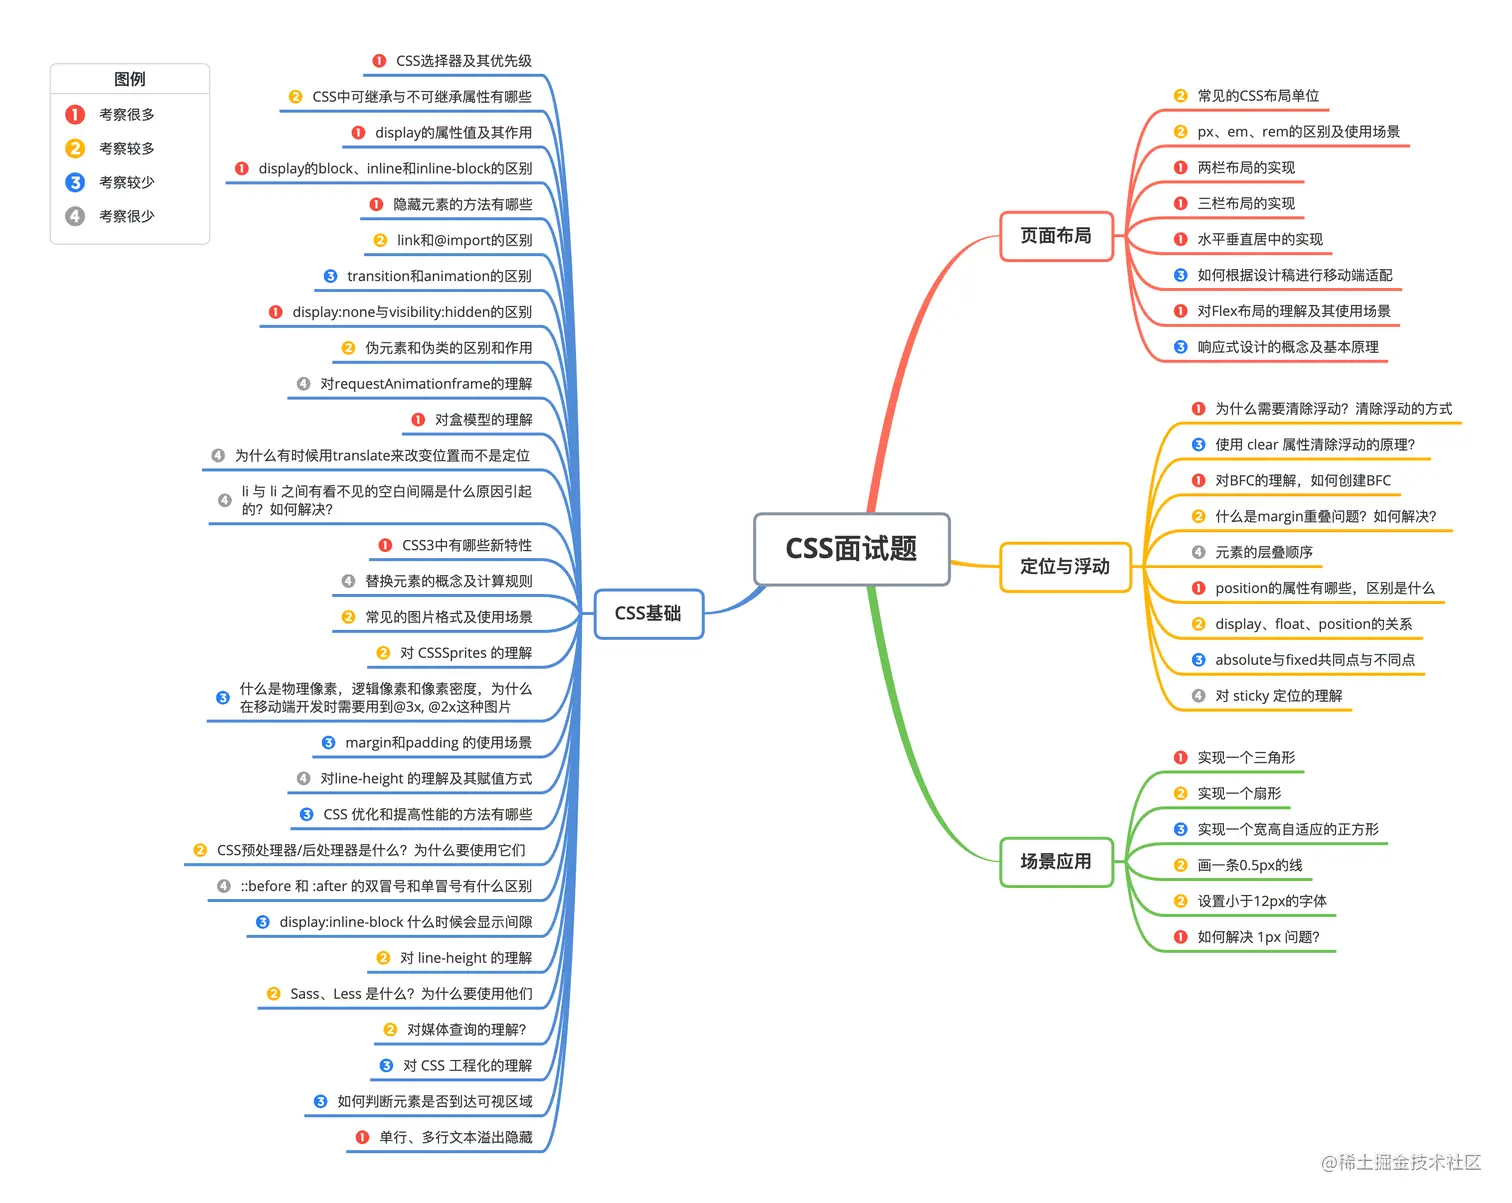 图例
1 考察很多
2 考察较多
3 考察较少
4 考察很少
CSS面试题
CSS基础
1 CSS选择器及其优先级
2 CSS中可继承与不可继承属性有哪些
1 display的属性值及其作用
1 display的block、inline和inline-block的区别
1 隐藏元素的方法有哪些
2 link和@import的区别
3 transition和animation的区别
1 display:none与visibility:hidden的区别
2 伪元素和伪类的区别和作用
4 对requestAnimationframe的理解
1 对盒模型的理解
4 为什么有时候用translate来改变位置而不是定位
4 li 与 li 之间有看不见的空白间隔是什么原因引起
的？如何解决？
1 CSS3中有哪些新特性
4 替换元素的概念及计算规则
2 常见的图片格式及使用场景
2 对 CSSSprites 的理解
3 什么是物理像素，逻辑像素和像素密度，为什么
在移动端开发时需要用到@3x, @2x这种图片
3 margin和padding 的使用场景
4 对line-height 的理解及其赋值方式
3 CSS 优化和提高性能的方法有哪些
2 CSS预处理器/后处理器是什么？为什么要使用它们
4 ::before 和 :after 的双冒号和单冒号有什么区别
3 display:inline-block 什么时候会显示间隙
2 对 line-height 的理解
2 Sass、Less 是什么？为什么要使用他们
2 对媒体查询的理解？
3 对 CSS 工程化的理解
3 如何判断元素是否到达可视区域
1 单行、多行文本溢出隐藏
页面布局
2 常见的CSS布局单位
2 px、em、rem的区别及使用场景
1 两栏布局的实现
1 三栏布局的实现
1 水平垂直居中的实现
3 如何根据设计稿进行移动端适配
1 对Flex布局的理解及其使用场景
3 响应式设计的概念及基本原理
定位与浮动
1 为什么需要清除浮动？清除浮动的方式
3 使用 clear 属性清除浮动的原理？
1 对BFC的理解，如何创建BFC
2 什么是margin重叠问题？如何解决？
4 元素的层叠顺序
1 position的属性有哪些，区别是什么
2 display、float、position的关系
3 absolute与fixed共同点与不同点
4 对 sticky 定位的理解
场景应用
1 实现一个三角形
2 实现一个扇形
3 实现一个宽高自适应的正方形
2 画一条0.5px的线
2 设置小于12px的字体
1 如何解决 1px 问题？
@稀土掘金技术社区